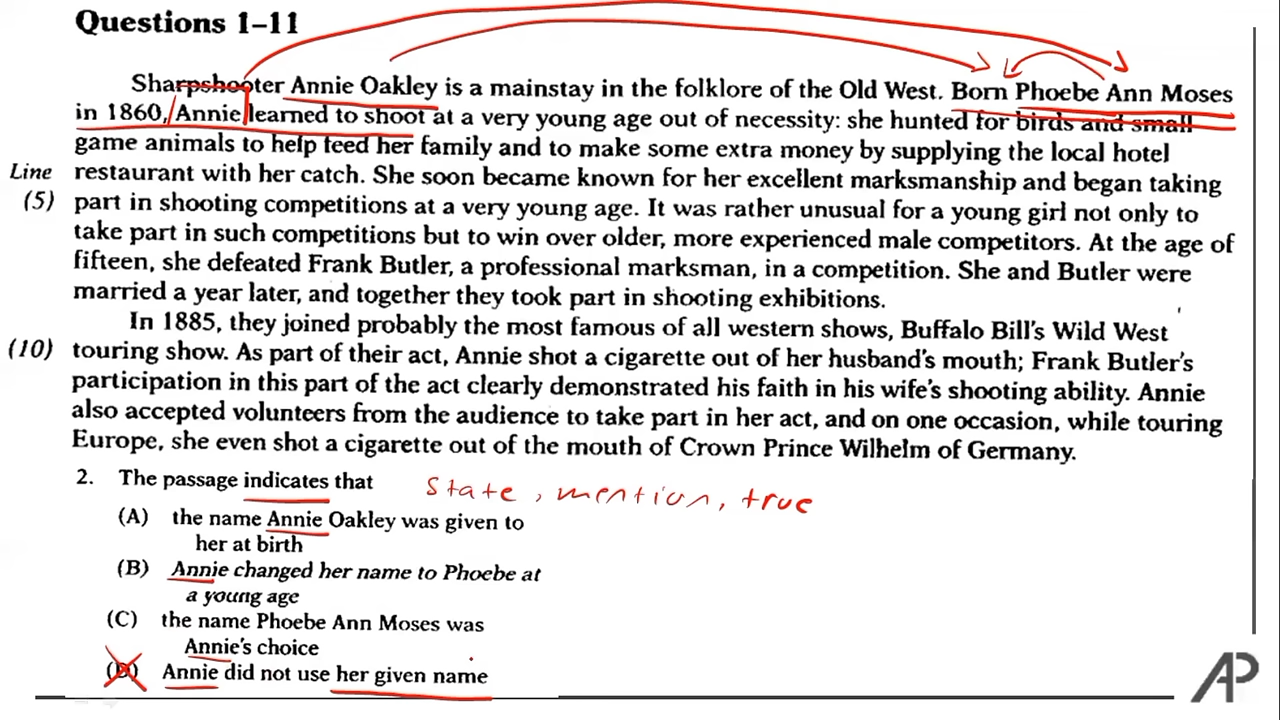 Questions 1–11
Sharpshooter Annie Oakley is a mainstay in the folklore of the Old West. Born Phoebe Ann Moses
in 1860, Annie learned to shoot at a very young age out of necessity: she hunted for birds and small
game animals to help feed her family and to make some extra money by supplying the local hotel
Line restaurant with her catch. She soon became known for her excellent marksmanship and began taking
(5) part in shooting competitions at a very young age. It was rather unusual for a young girl not only to
take part in such competitions but to win over older, more experienced male competitors. At the age of
fifteen, she defeated Frank Butler, a professional marksman, in a competition. She and Butler were
married a year later, and together they took part in shooting exhibitions.
In 1885, they joined probably the most famous of all western shows, Buffalo Bill's Wild West
(10) touring show. As part of their act, Annie shot a cigarette out of her husband's mouth; Frank Butler's
participation in this part of the act clearly demonstrated his faith in his wife's shooting ability. Annie
also accepted volunteers from the audience to take part in her act, and on one occasion, while touring
Europe, she even shot a cigarette out of the mouth of Crown Prince Wilhelm of Germany.
2. The passage indicates that state, mention, true
(A) the name Annie Oakley was given to
her at birth
(B) Annie changed her name to Phoebe at
a young age
(C) the name Phoebe Ann Moses was
Annie's choice
(D) Annie did not use her given name
AP